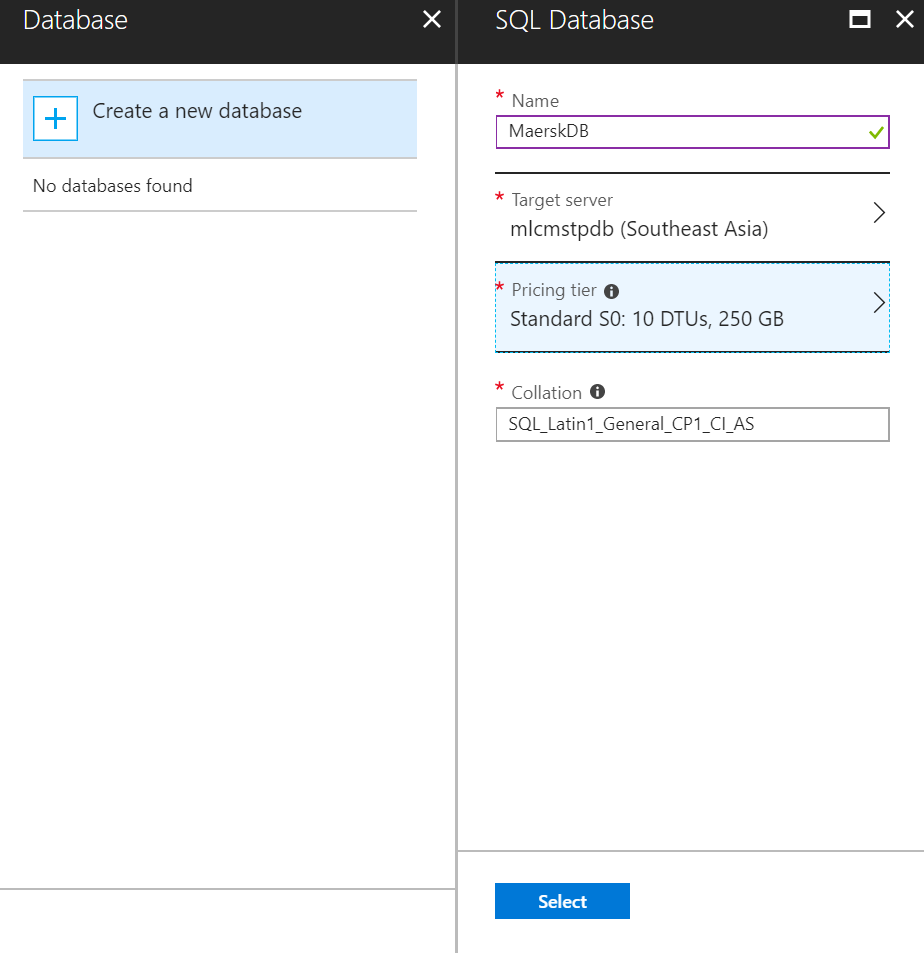 Database
Create a new database
No databases found
SQL Database
* Name
MaerskDB
* Target server
mlcmstpdb (Southeast Asia)
* Pricing tier
Standard S0: 10 DTUs, 250 GB
* Collation
SQL_Latin1_General_CP1_CI_AS
Select